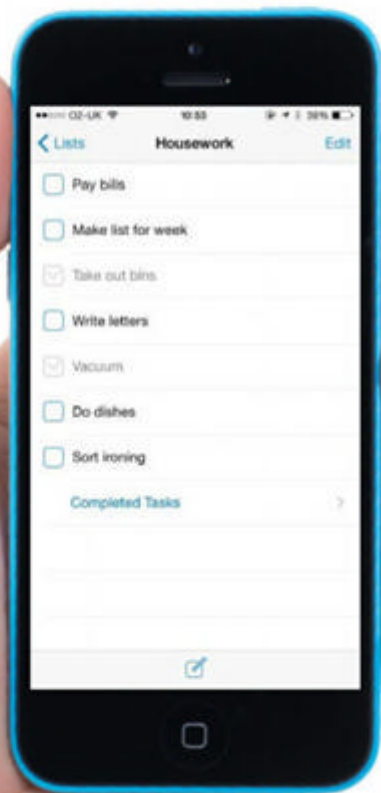 O2-UK 10:53 36%
Lists Housework Edit
Pay bills
Make list for week
Take out bins
Write letters
Vacuum
Do dishes
Sort ironing
Completed Tasks